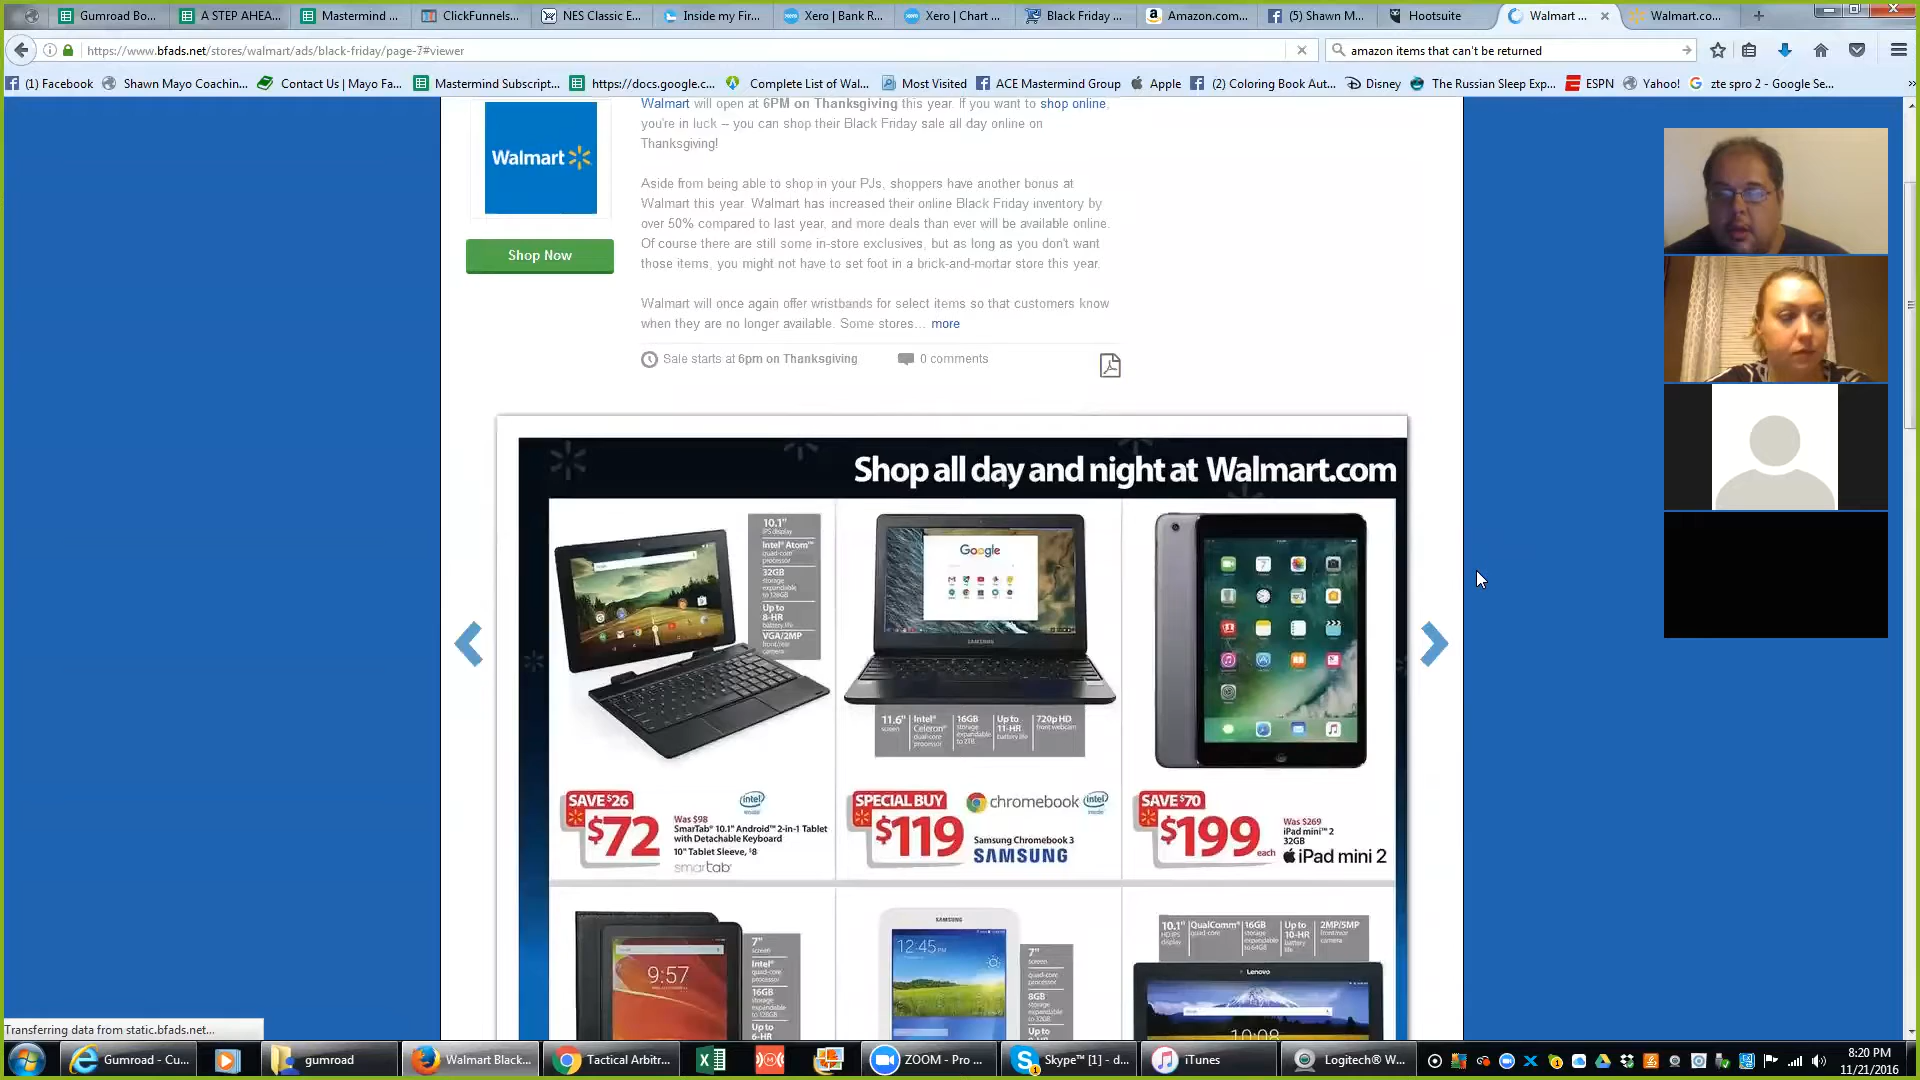 Gumroad Bo...
A STEP AHEA...
Mastermind ...
ClickFunnels...
NES Classic E...
Inside my Fir...
Xero | Bank R...
Xero | Chart ...
Black Friday ...
Amazon.com...
(5) Shawn M...
Hootsuite
Walmart ...
Walmart.co...
https://www.bfads.net/stores/walmart/ads/black-friday/page-7#viewer
amazon items that can't be returned
(1) Facebook
Shawn Mayo Coachin...
Contact Us | Mayo Fa...
Mastermind Subscript...
https://docs.google.c...
Complete List of Wal...
Most Visited
ACE Mastermind Group
Apple
(2) Coloring Book Aut...
Disney
The Russian Sleep Exp...
ESPN
Yahoo!
zte spro 2 - Google Se...
Walmart
Shop Now
Walmart will open at 6PM on Thanksgiving this year. If you want to shop online,
you're in luck – you can shop their Black Friday sale all day online on
Thanksgiving!
Aside from being able to shop in your PJs, shoppers have another bonus at
Walmart this year. Walmart has increased their online Black Friday inventory by
over 50% compared to last year, and more deals than ever will be available online.
Of course there are still some in-store exclusives, but as long as you don't want
those items, you might not have to set foot in a brick-and-mortar store this year.
Walmart will once again offer wristbands for select items so that customers know
when they are no longer available. Some stores... more
Sale starts at 6pm on Thanksgiving
0 comments
Shop all day and night at Walmart.com
10.1"
IPS display
Intel® Atom™
quad-core
processor
32GB
storage
expandable
to 128GB
Up to
8-HR
battery life
VGA/2MP
front/rear
camera
SAVE $26
$72
intel
Was $98
SmarTab® 10.1" Android™ 2-in-1 Tablet
with Detachable Keyboard
10" Tablet Sleeve, $8
smartab
Google
SAMSUNG
11.6"
screen
Intel®
Celeron®
dual-core
processor
16GB
storage
expandable
to 2TB
Up to
11-HR
battery life
720p HD
front webcam
SPECIAL BUY
$119
chromebook
intel
Samsung Chromebook 3
SAMSUNG
SAVE $70
$199 each
Was $269
iPad mini™ 2
32GB
iPad mini 2
9:57
7"
screen
Intel®
quad-core
processor
16GB
storage
expandable
to 128GB
Up to
6-HR
SAMSUNG
12:45
7"
screen
quad-core
processor
8GB
storage
expandable
to 32GB
Up to
10.1"
HD IPS
display
QualComm®
quad-core
16GB
storage
expandable
to 64GB
Up to
10-HR
battery
life
2MP/5MP
front/rear
camera
Lenovo
10:08
Transferring data from static.bfads.net...
Gumroad - Cu...
gumroad
Walmart Black...
Tactical Arbitr...
ZOOM - Pro ...
Skype™ [1] - d...
iTunes
Logitech® W...
8:20 PM
11/21/2016